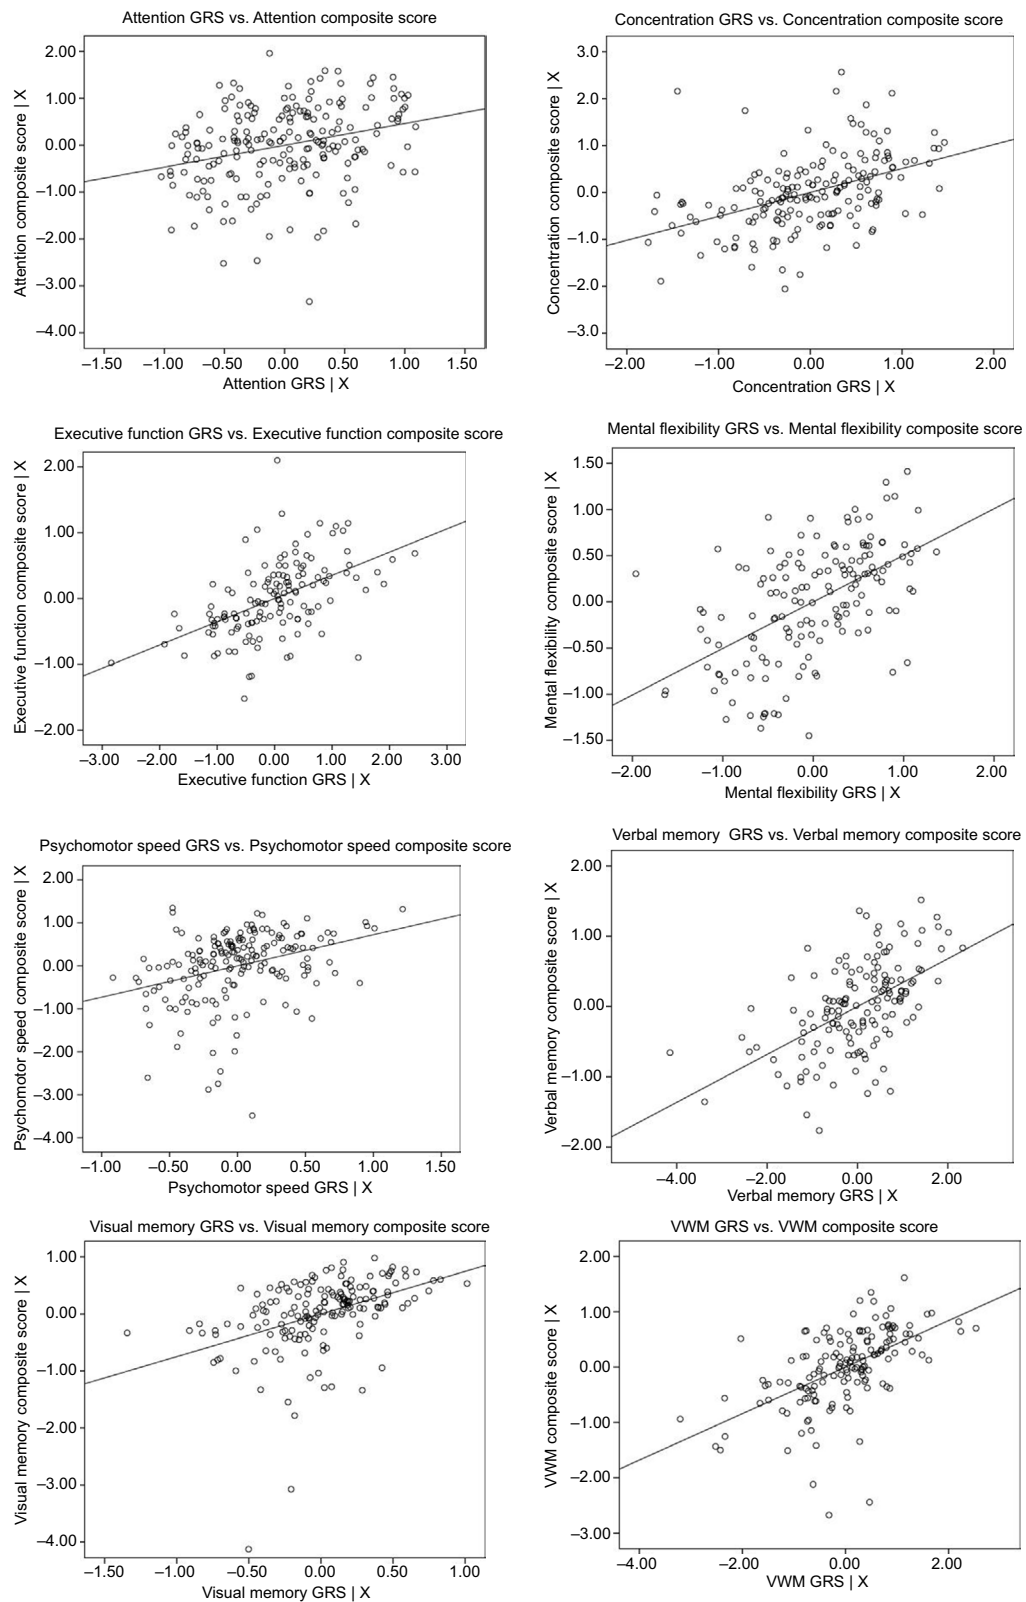 Attention GRS vs. Attention composite score
Attention composite score | X
2.00
1.00
0.00
–1.00
–2.00
–3.00
–4.00
–1.50 –1.00 –0.50 0.00 0.50 1.00 1.50
Attention GRS | X
Concentration GRS vs. Concentration composite score
Concentration composite score | X
3.0
2.0
1.0
0.0
–1.0
–2.0
–3.0
–2.00 –1.00 0.00 1.00 2.00
Concentration GRS | X
Executive function GRS vs. Executive function composite score
Executive function composite score | X
2.00
1.00
0.00
–1.00
–2.00
–3.00 –2.00 –1.00 0.00 1.00 2.00 3.00
Executive function GRS | X
Mental flexibility GRS vs. Mental flexibility composite score
Mental flexibility composite score | X
1.50
1.00
0.50
0.00
–0.50
–1.00
–1.50
–2.00 –1.00 0.00 1.00 2.00
Mental flexibility GRS | X
Psychomotor speed GRS vs. Psychomotor speed composite score
Psychomotor speed composite score | X
2.00
1.00
0.00
–1.00
–2.00
–3.00
–4.00
–1.00 –0.50 0.00 0.50 1.00 1.50
Psychomotor speed GRS | X
Verbal memory GRS vs. Verbal memory composite score
Verbal memory composite score | X
2.00
1.00
0.00
–1.00
–2.00
–4.00 –2.00 0.00 2.00
Verbal memory GRS | X
Visual memory GRS vs. Visual memory composite score
Visual memory composite score | X
1.00
0.00
–1.00
–2.00
–3.00
–4.00
–1.50 –1.00 –0.50 0.00 0.50 1.00
Visual memory GRS | X
VWM GRS vs. VWM composite score
VWM composite score | X
2.00
1.00
0.00
–1.00
–2.00
–3.00
–4.00 –2.00 0.00 2.00
VWM GRS | X